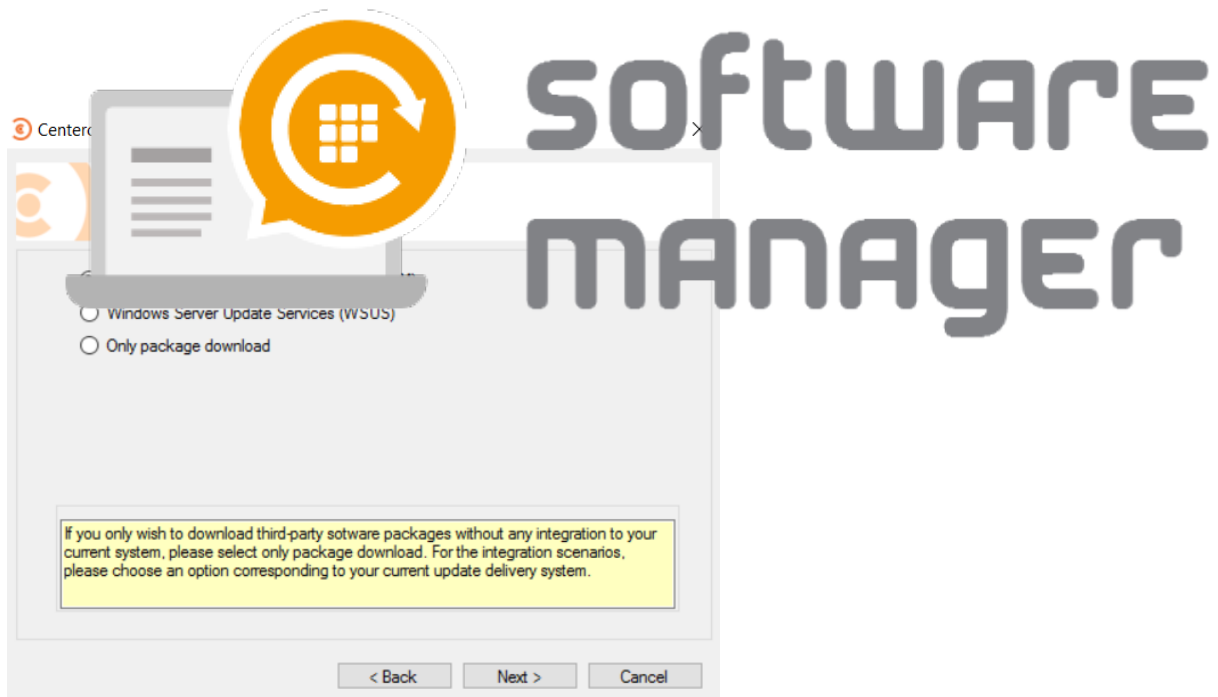 software
manager
Windows Server Update Services (WSUS)
Only package download
If you only wish to download third-party sotware packages without any integration to your
current system, please select only package download. For the integration scenarios,
please choose an option corresponding to your current update delivery system.
< Back Next > Cancel